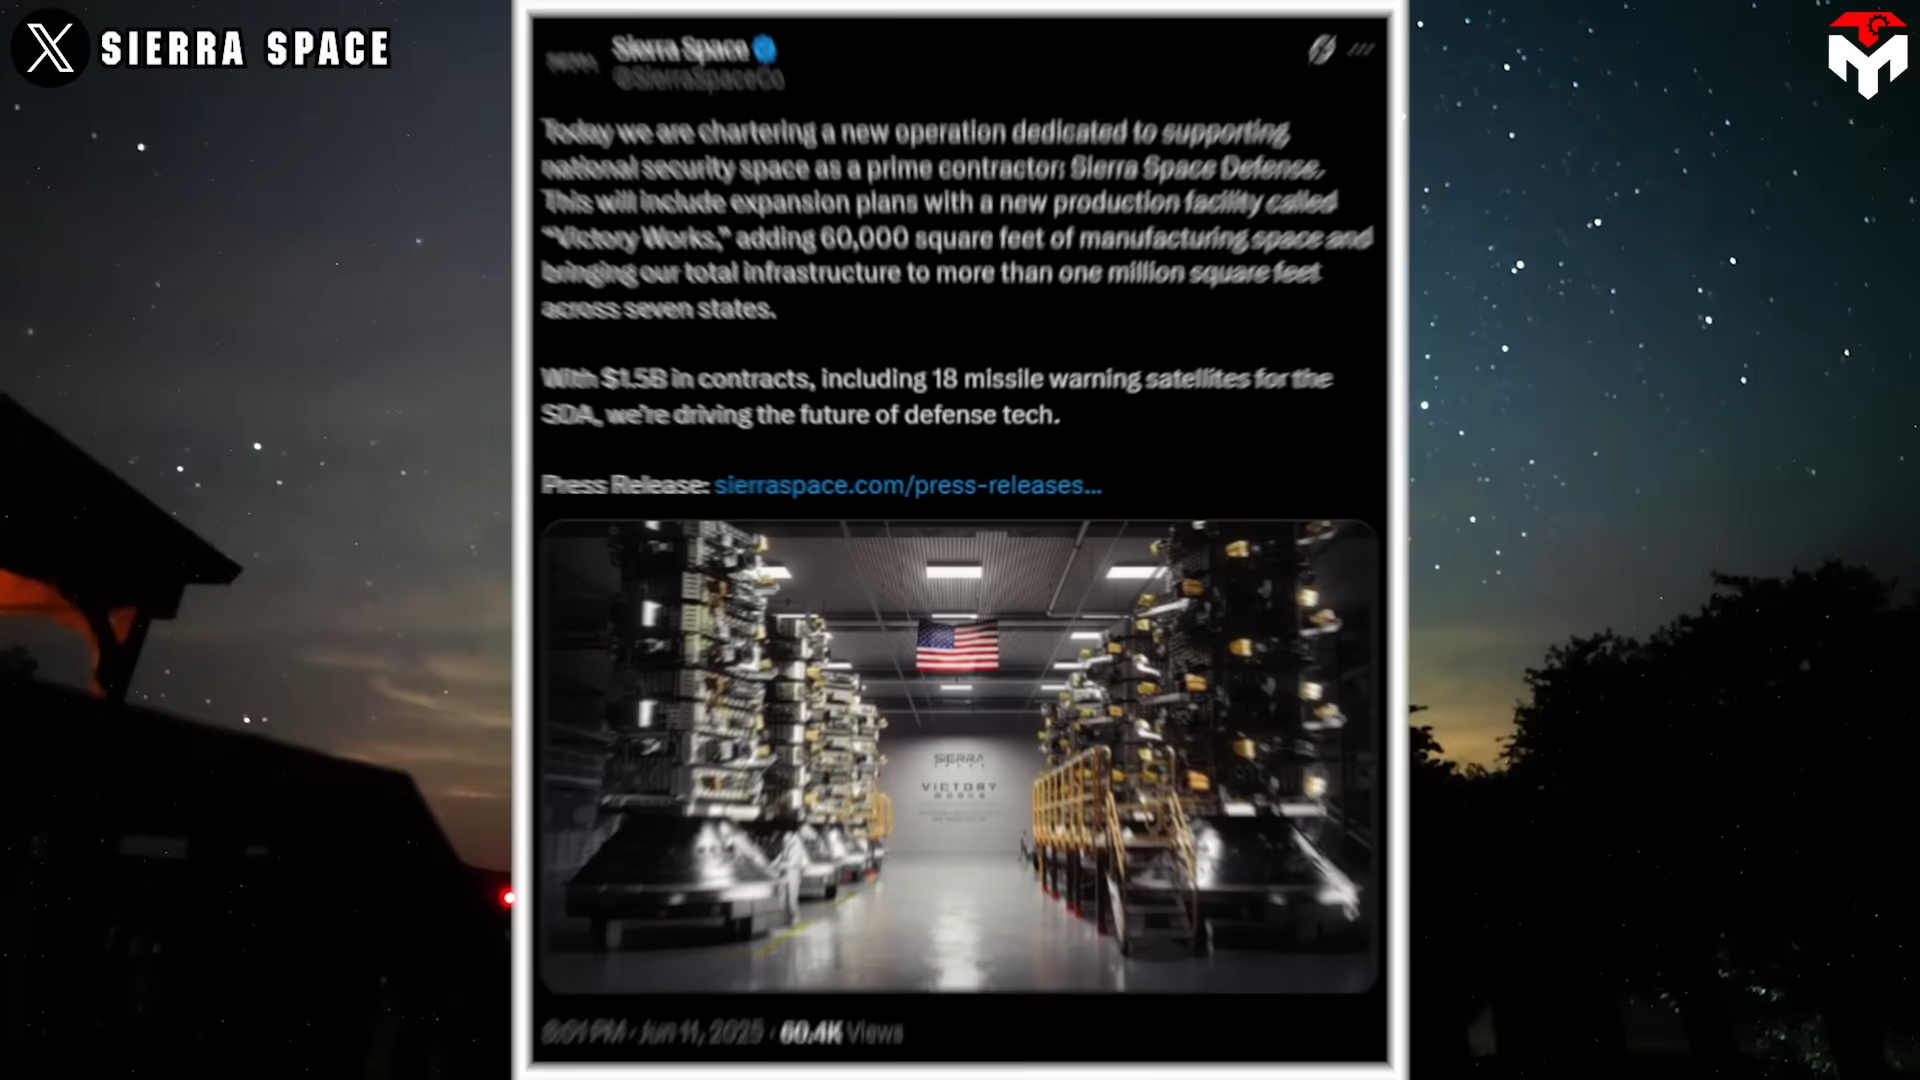 SIERRA SPACE
Sierra Space
@SierraSpaceCo
Today we are chartering a new operation dedicated to supporting
national security space as a prime contractor: Sierra Space Defense.
This will include expansion plans with a new production facility called
"Victory Works," adding 60,000 square feet of manufacturing space and
bringing our total infrastructure to more than one million square feet
across seven states.
With $1.5B in contracts, including 18 missile warning satellites for the
SDA, we're driving the future of defense tech.
Press Release: sierraspace.com/press-releases...
SIERRA
SPACE
VICTORY
WORKS
PM · Jun 11, 2025 · 60.4K Views